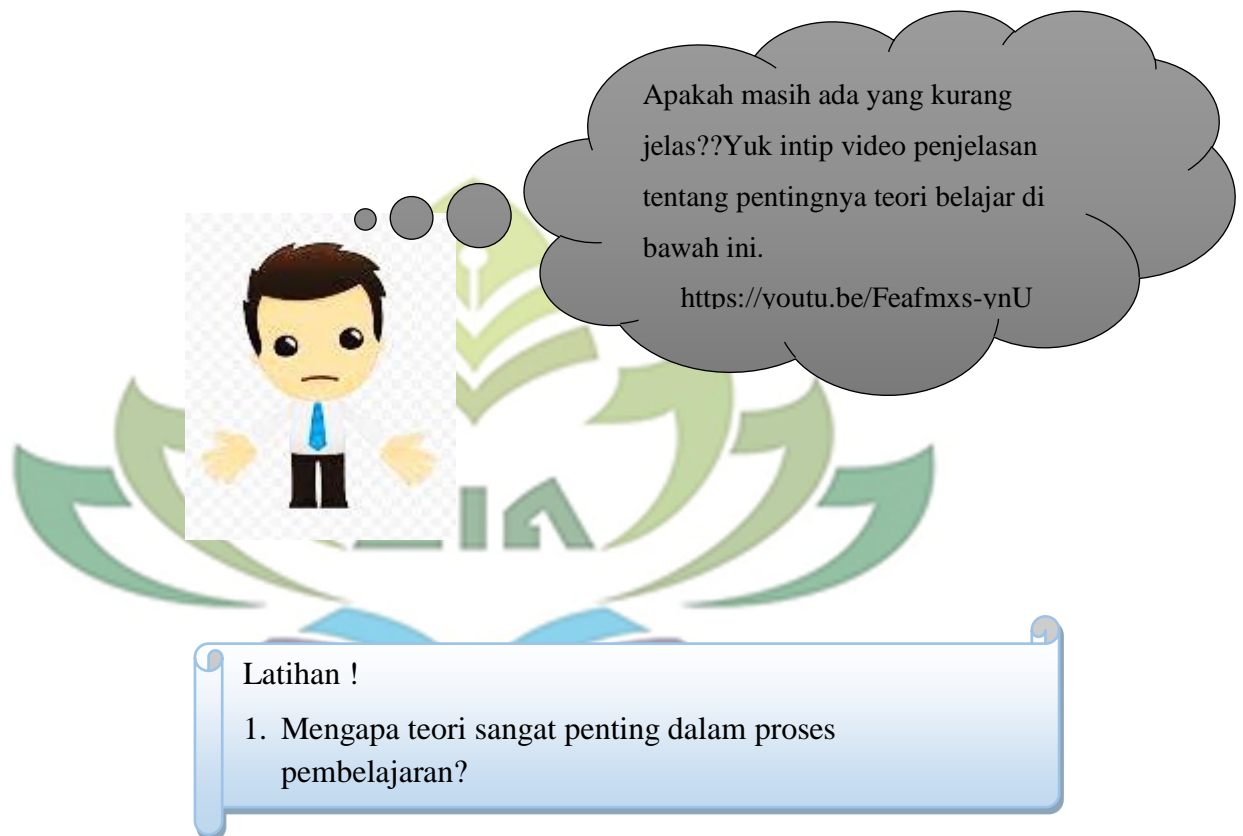 Apakah masih ada yang kurang
jelas??Yuk intip video penjelasan
tentang pentingnya teori belajar di
bawah ini.
https://youtu.be/Feafmxs-ynU
Latihan !
1. Mengapa teori sangat penting dalam proses
pembelajaran?